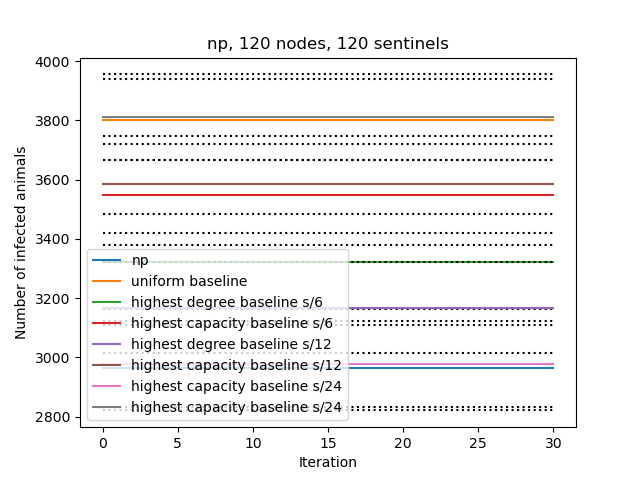 np, 120 nodes, 120 sentinels
Number of infected animals
4000
3800
3600
3400
3200
3000
2800
np
uniform baseline
highest degree baseline s/6
highest capacity baseline s/6
highest degree baseline s/12
highest capacity baseline s/12
highest capacity baseline s/24
highest capacity baseline s/24
0 5 10 15 20 25 30
Iteration